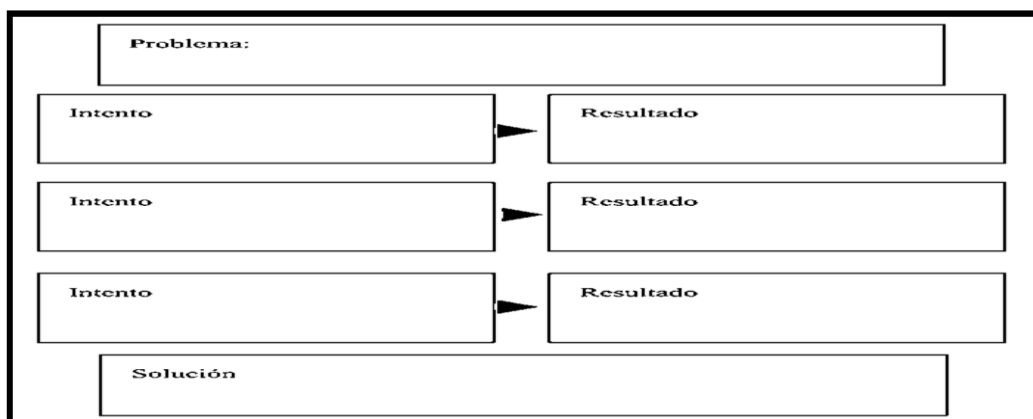 Problema:
Intento
Resultado
Intento
Resultado
Intento
Resultado
Solución